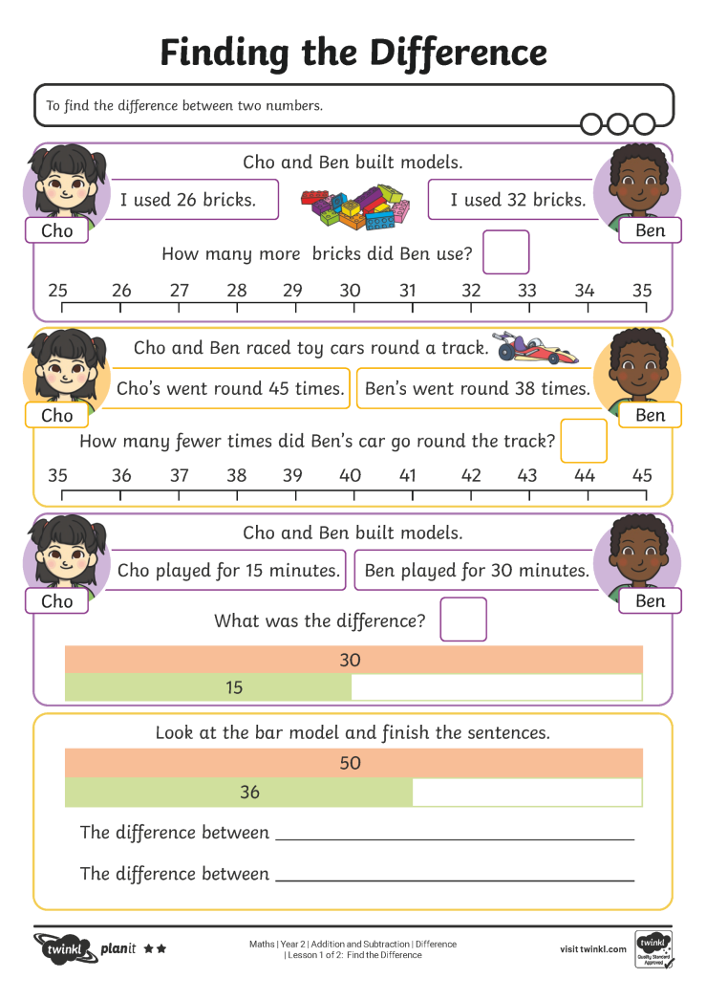 Finding the Difference
To find the difference between two numbers.
Cho and Ben built models.
I used 26 bricks.
I used 32 bricks.
Cho
Ben
How many more bricks did Ben use?
25 26 27 28 29 30 31 32 33 34 35
Cho and Ben raced toy cars round a track.
Cho's went round 45 times.
Ben's went round 38 times.
Cho
Ben
How many fewer times did Ben's car go round the track?
35 36 37 38 39 40 41 42 43 44 45
Cho and Ben built models.
Cho played for 15 minutes.
Ben played for 30 minutes.
Cho
Ben
What was the difference?
30
15
Look at the bar model and finish the sentences.
50
36
The difference between
The difference between
twinkl planit
Maths | Year 2 | Addition and Subtraction | Difference
| Lesson 1 of 2: Find the Difference
visit twinkl.com
twinkl
Quality Standard
Approved